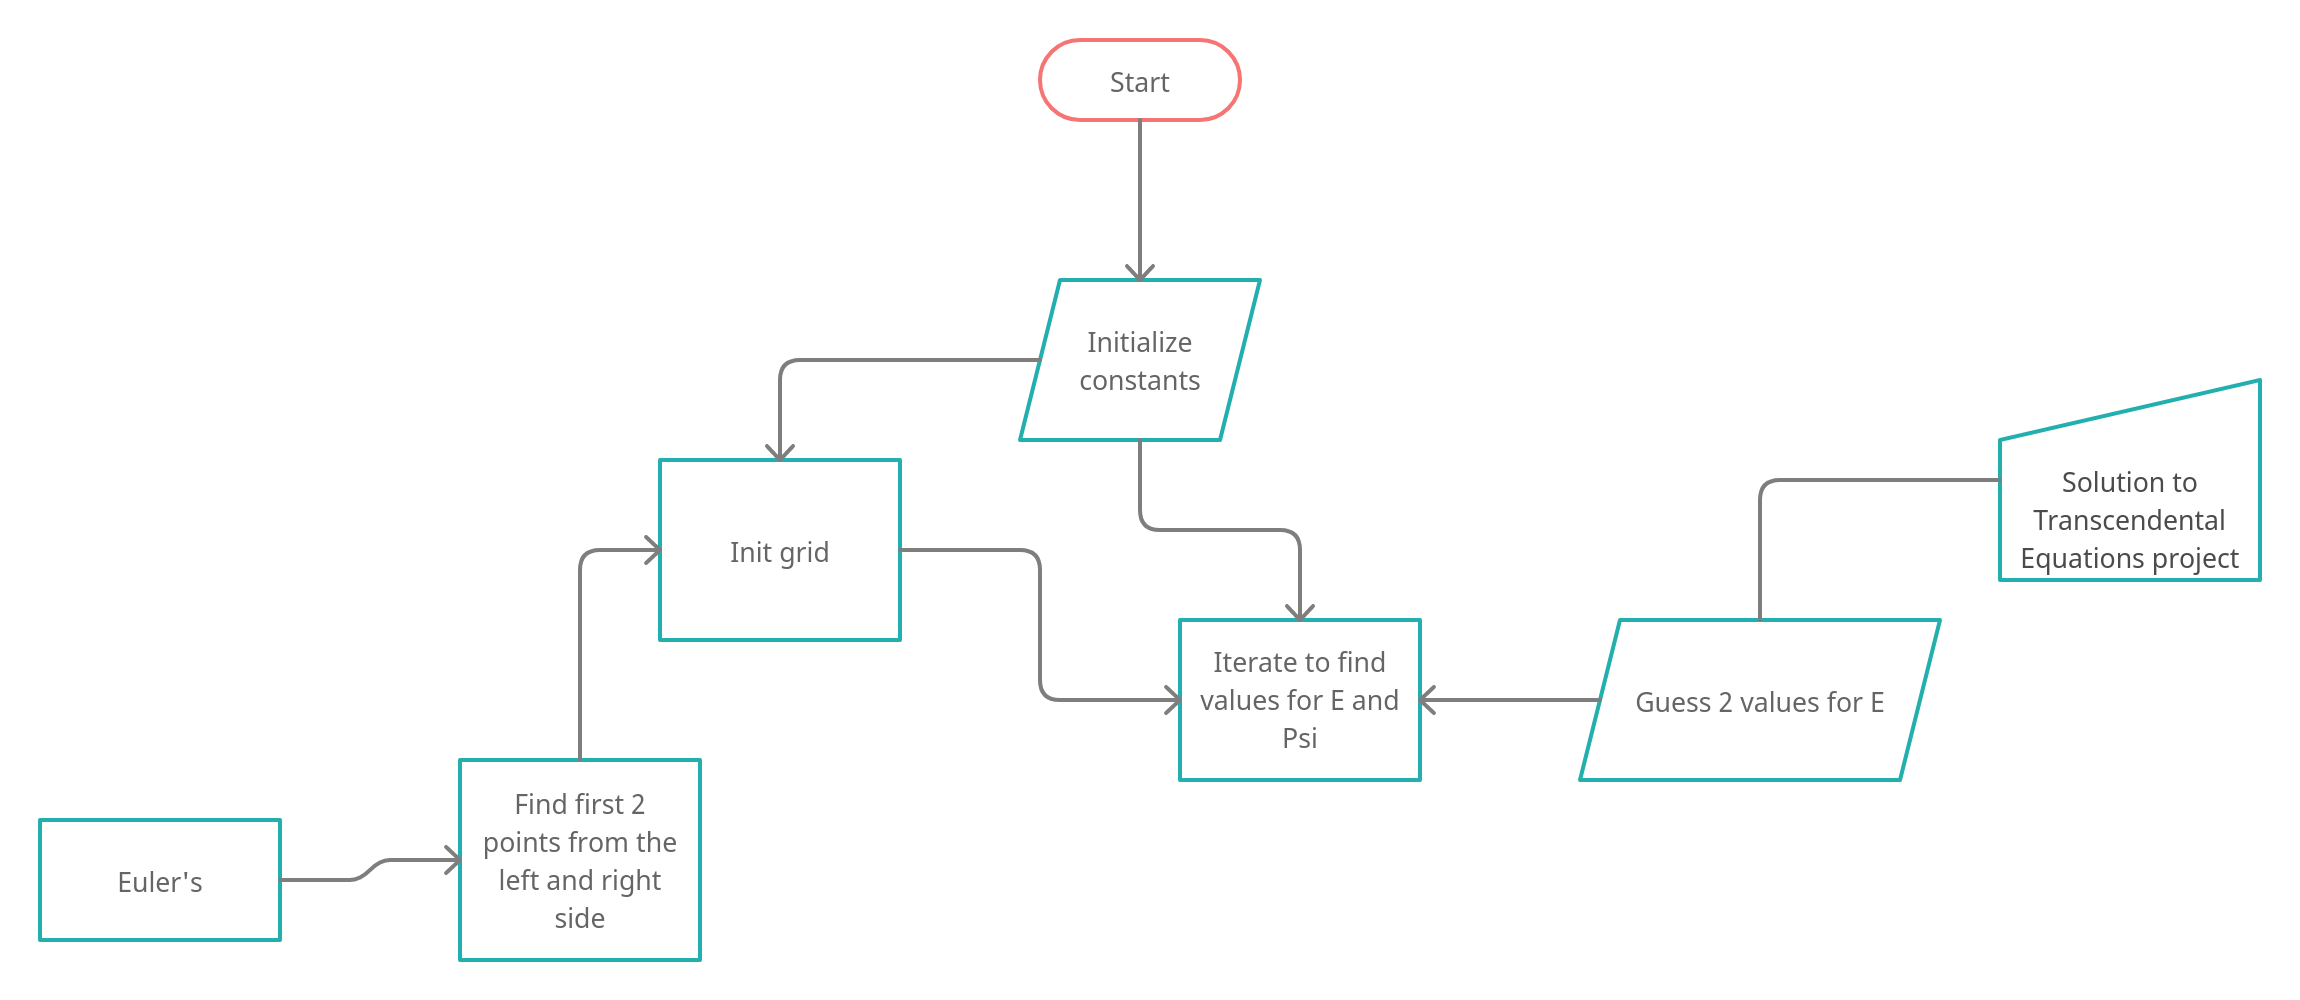 Start
Initialize
constants
Init grid
Solution to
Transcendental
Equations project
Iterate to find
values for E and
Psi
Guess 2 values for E
Find first 2
points from the
left and right
side
Euler's